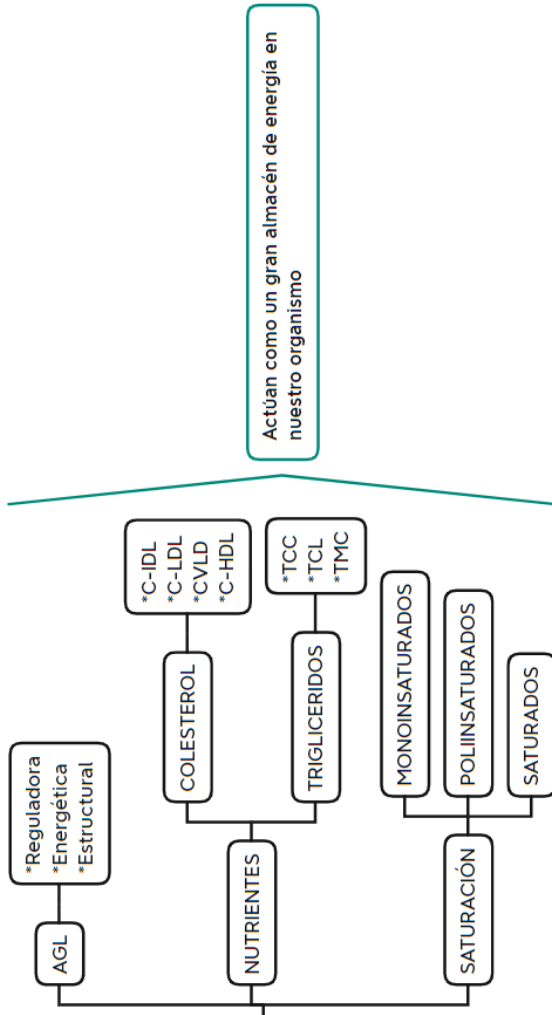 AGL
*Reguladora
*Energética
*Estructural
NUTRIENTES
COLESTEROL
*C-IDL
*C-LDL
*CVLD
*C-HDL
TRIGLICERIDOS
*TCC
*TCL
*TMC
SATURACIÓN
MONOINSATURADOS
POLIINSATURADOS
SATURADOS
Actúan como un gran almacén de energía en
nuestro organismo